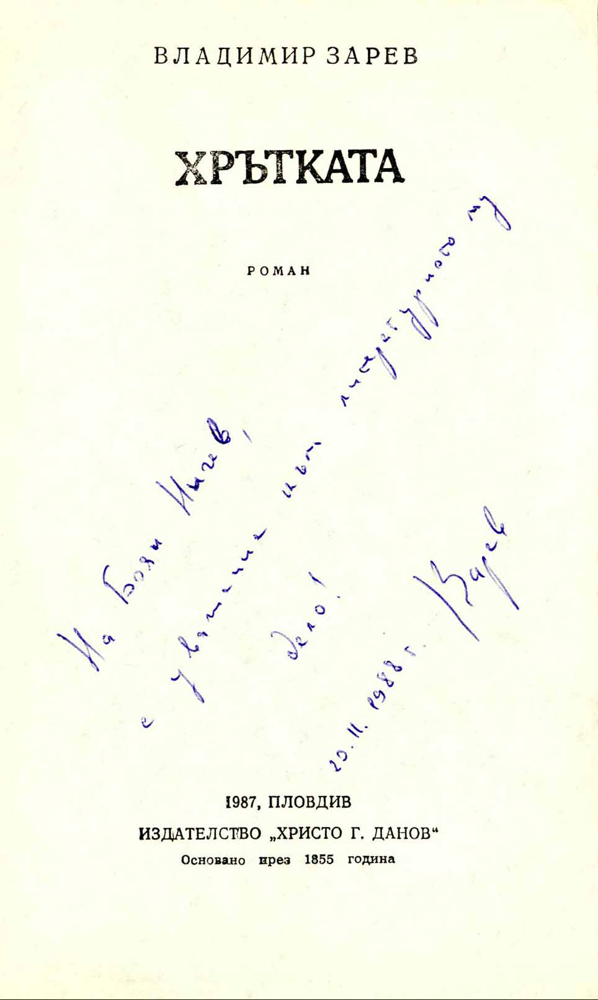 ВЛАДИМИР ЗАРЕВ
ХРЪТКАТА
РОМАН
На Боян Ничев,
с уважение към литературното му
дело!
Зарев
20. II. 1988 г.
1987, ПЛОВДИВ
ИЗДАТЕЛСТВО „ХРИСТО Г. ДАНОВ“
Основано през 1855 година